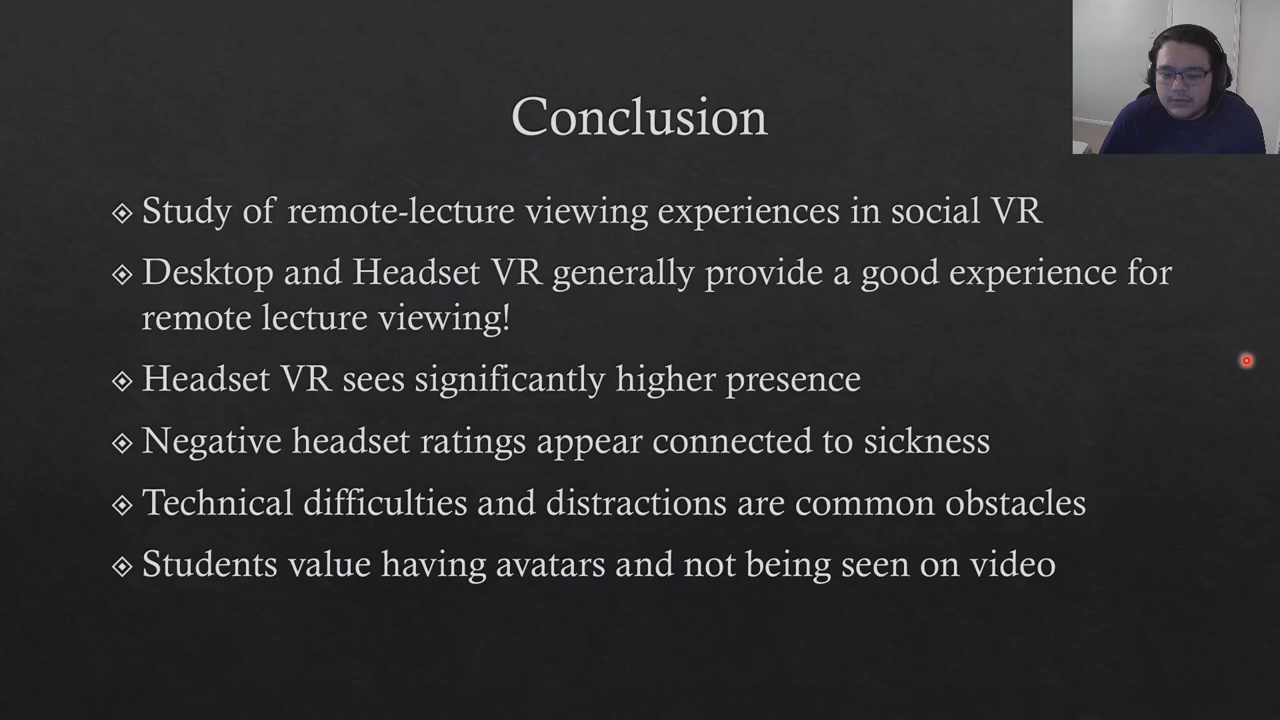 Conclusion
Study of remote-lecture viewing experiences in social VR
Desktop and Headset VR generally provide a good experience for
remote lecture viewing!
Headset VR sees significantly higher presence
Negative headset ratings appear connected to sickness
Technical difficulties and distractions are common obstacles
Students value having avatars and not being seen on video